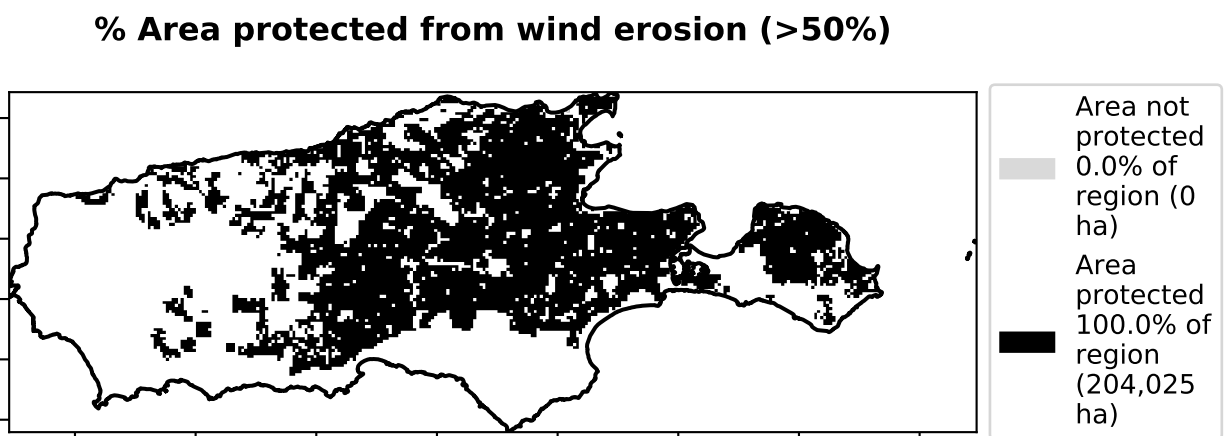 % Area protected from wind erosion (>50%)
Area not
protected
0.0% of
region (0
ha)
Area
protected
100.0% of
region
(204,025
ha)